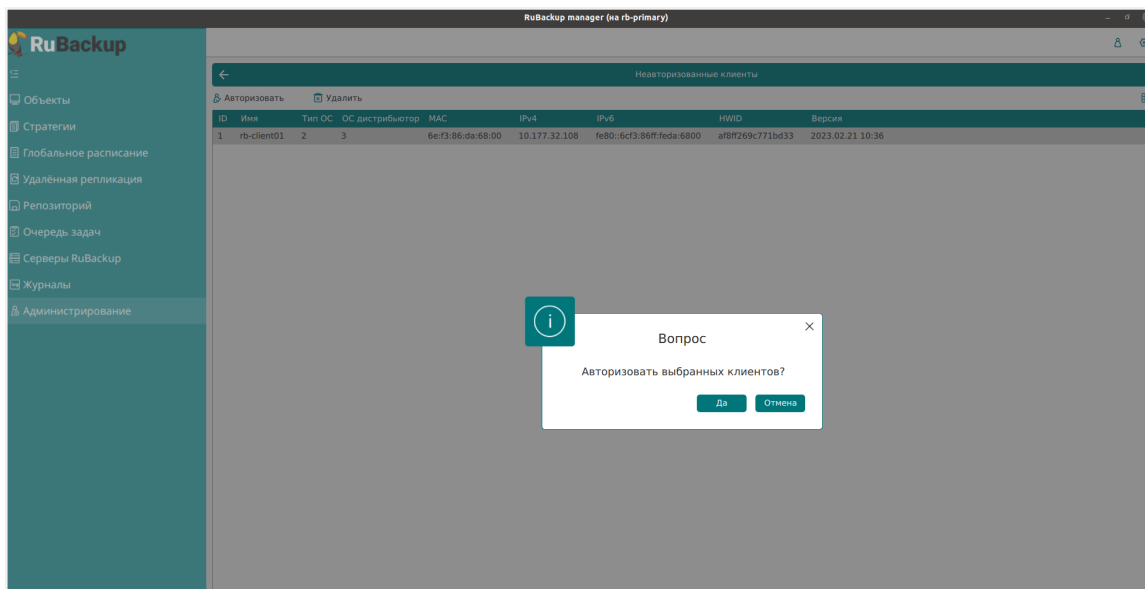 RuBackup manager (на rb-primary)
RuBackup
Неавторизованные клиенты
Объекты
Стратегии
Глобальное расписание
Удалённая репликация
Репозиторий
Очередь задач
Серверы RuBackup
Журналы
Администрирование
Авторизовать Удалить
ID Имя Тип ОС ОС дистрибьютор MAC IPv4 IPv6 HWID Версия
1 rb-client01 2 3 6e:f3:86:da:68:00 10.177.32.108 fe80::6cf3:86ff:feda:6800 af8ff269c771bd33 2023.02.21 10:36
Вопрос
Авторизовать выбранных клиентов?
Да Отмена